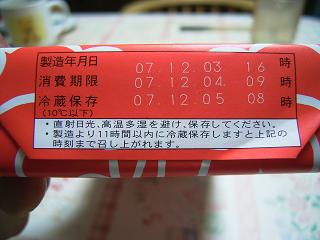 製造年月日 07.12.03 16 時
消費期限 07.12.04 09 時
冷蔵保存 07.12.05 08 時
(10℃以下)
・直射日光、高温多湿を避け、保存してください。
・製造より11時間以内に冷蔵保存しますと上記の
時刻まで召し上がれます。